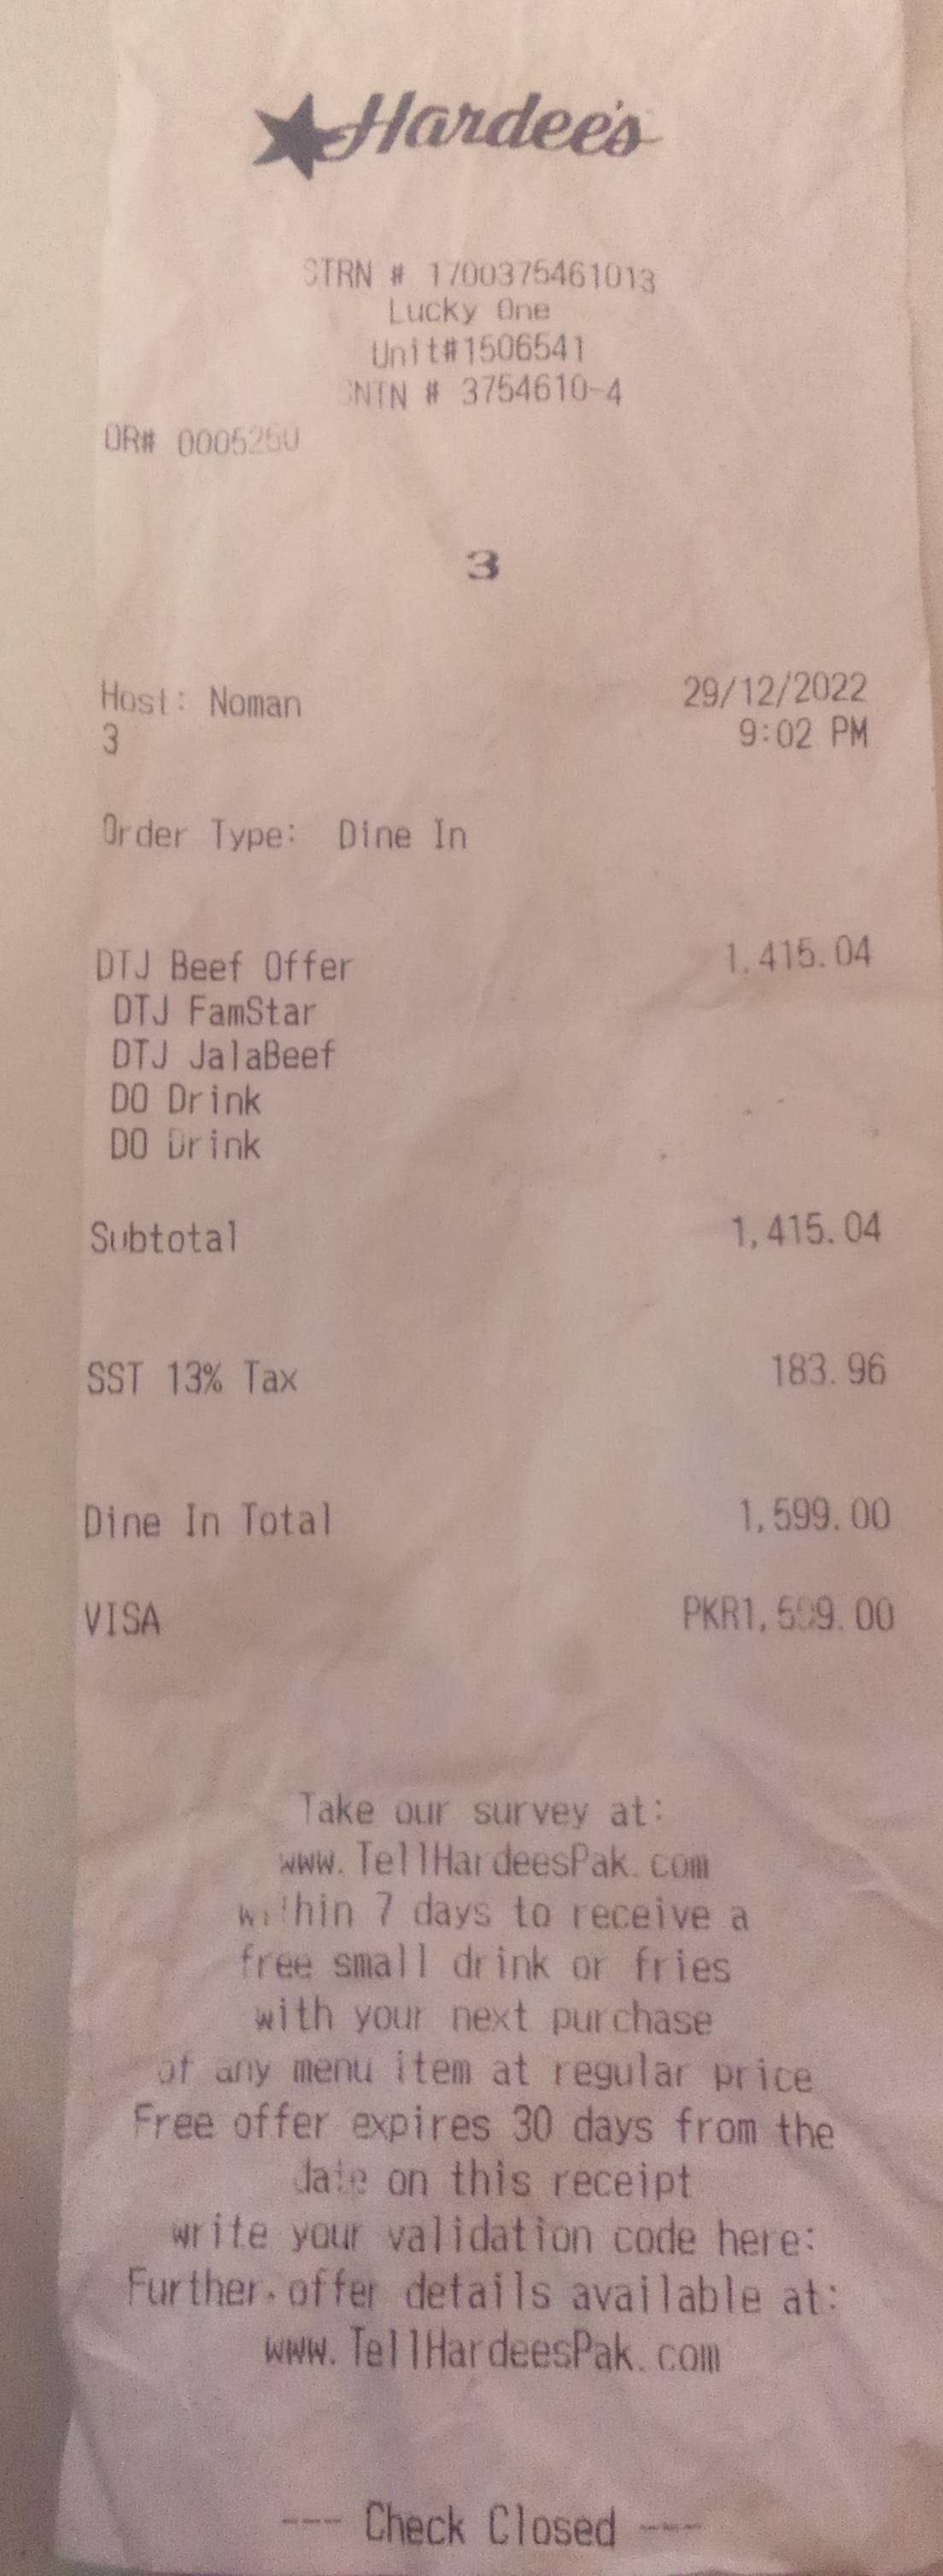 Hardee's
STRN # 1700375461013
Lucky One
Unit#1506541
SNTN # 3754610-4
OR# 0005260
3
Host: Noman 29/12/2022
3 9:02 PM
Order Type: Dine In
DTJ Beef Offer 1,415.04
DTJ FamStar
DTJ JalaBeef
DO Drink
DO Drink
Subtotal 1,415.04
SST 13% Tax 183.96
Dine In Total 1,599.00
VISA PKR1,599.00
Take our survey at:
www.TellHardeesPak.com
within 7 days to receive a
free small drink or fries
with your next purchase
of any menu item at regular price
Free offer expires 30 days from the
date on this receipt
write your validation code here:
Further offer details available at:
www.TellHardeesPak.com
--- Check Closed ---